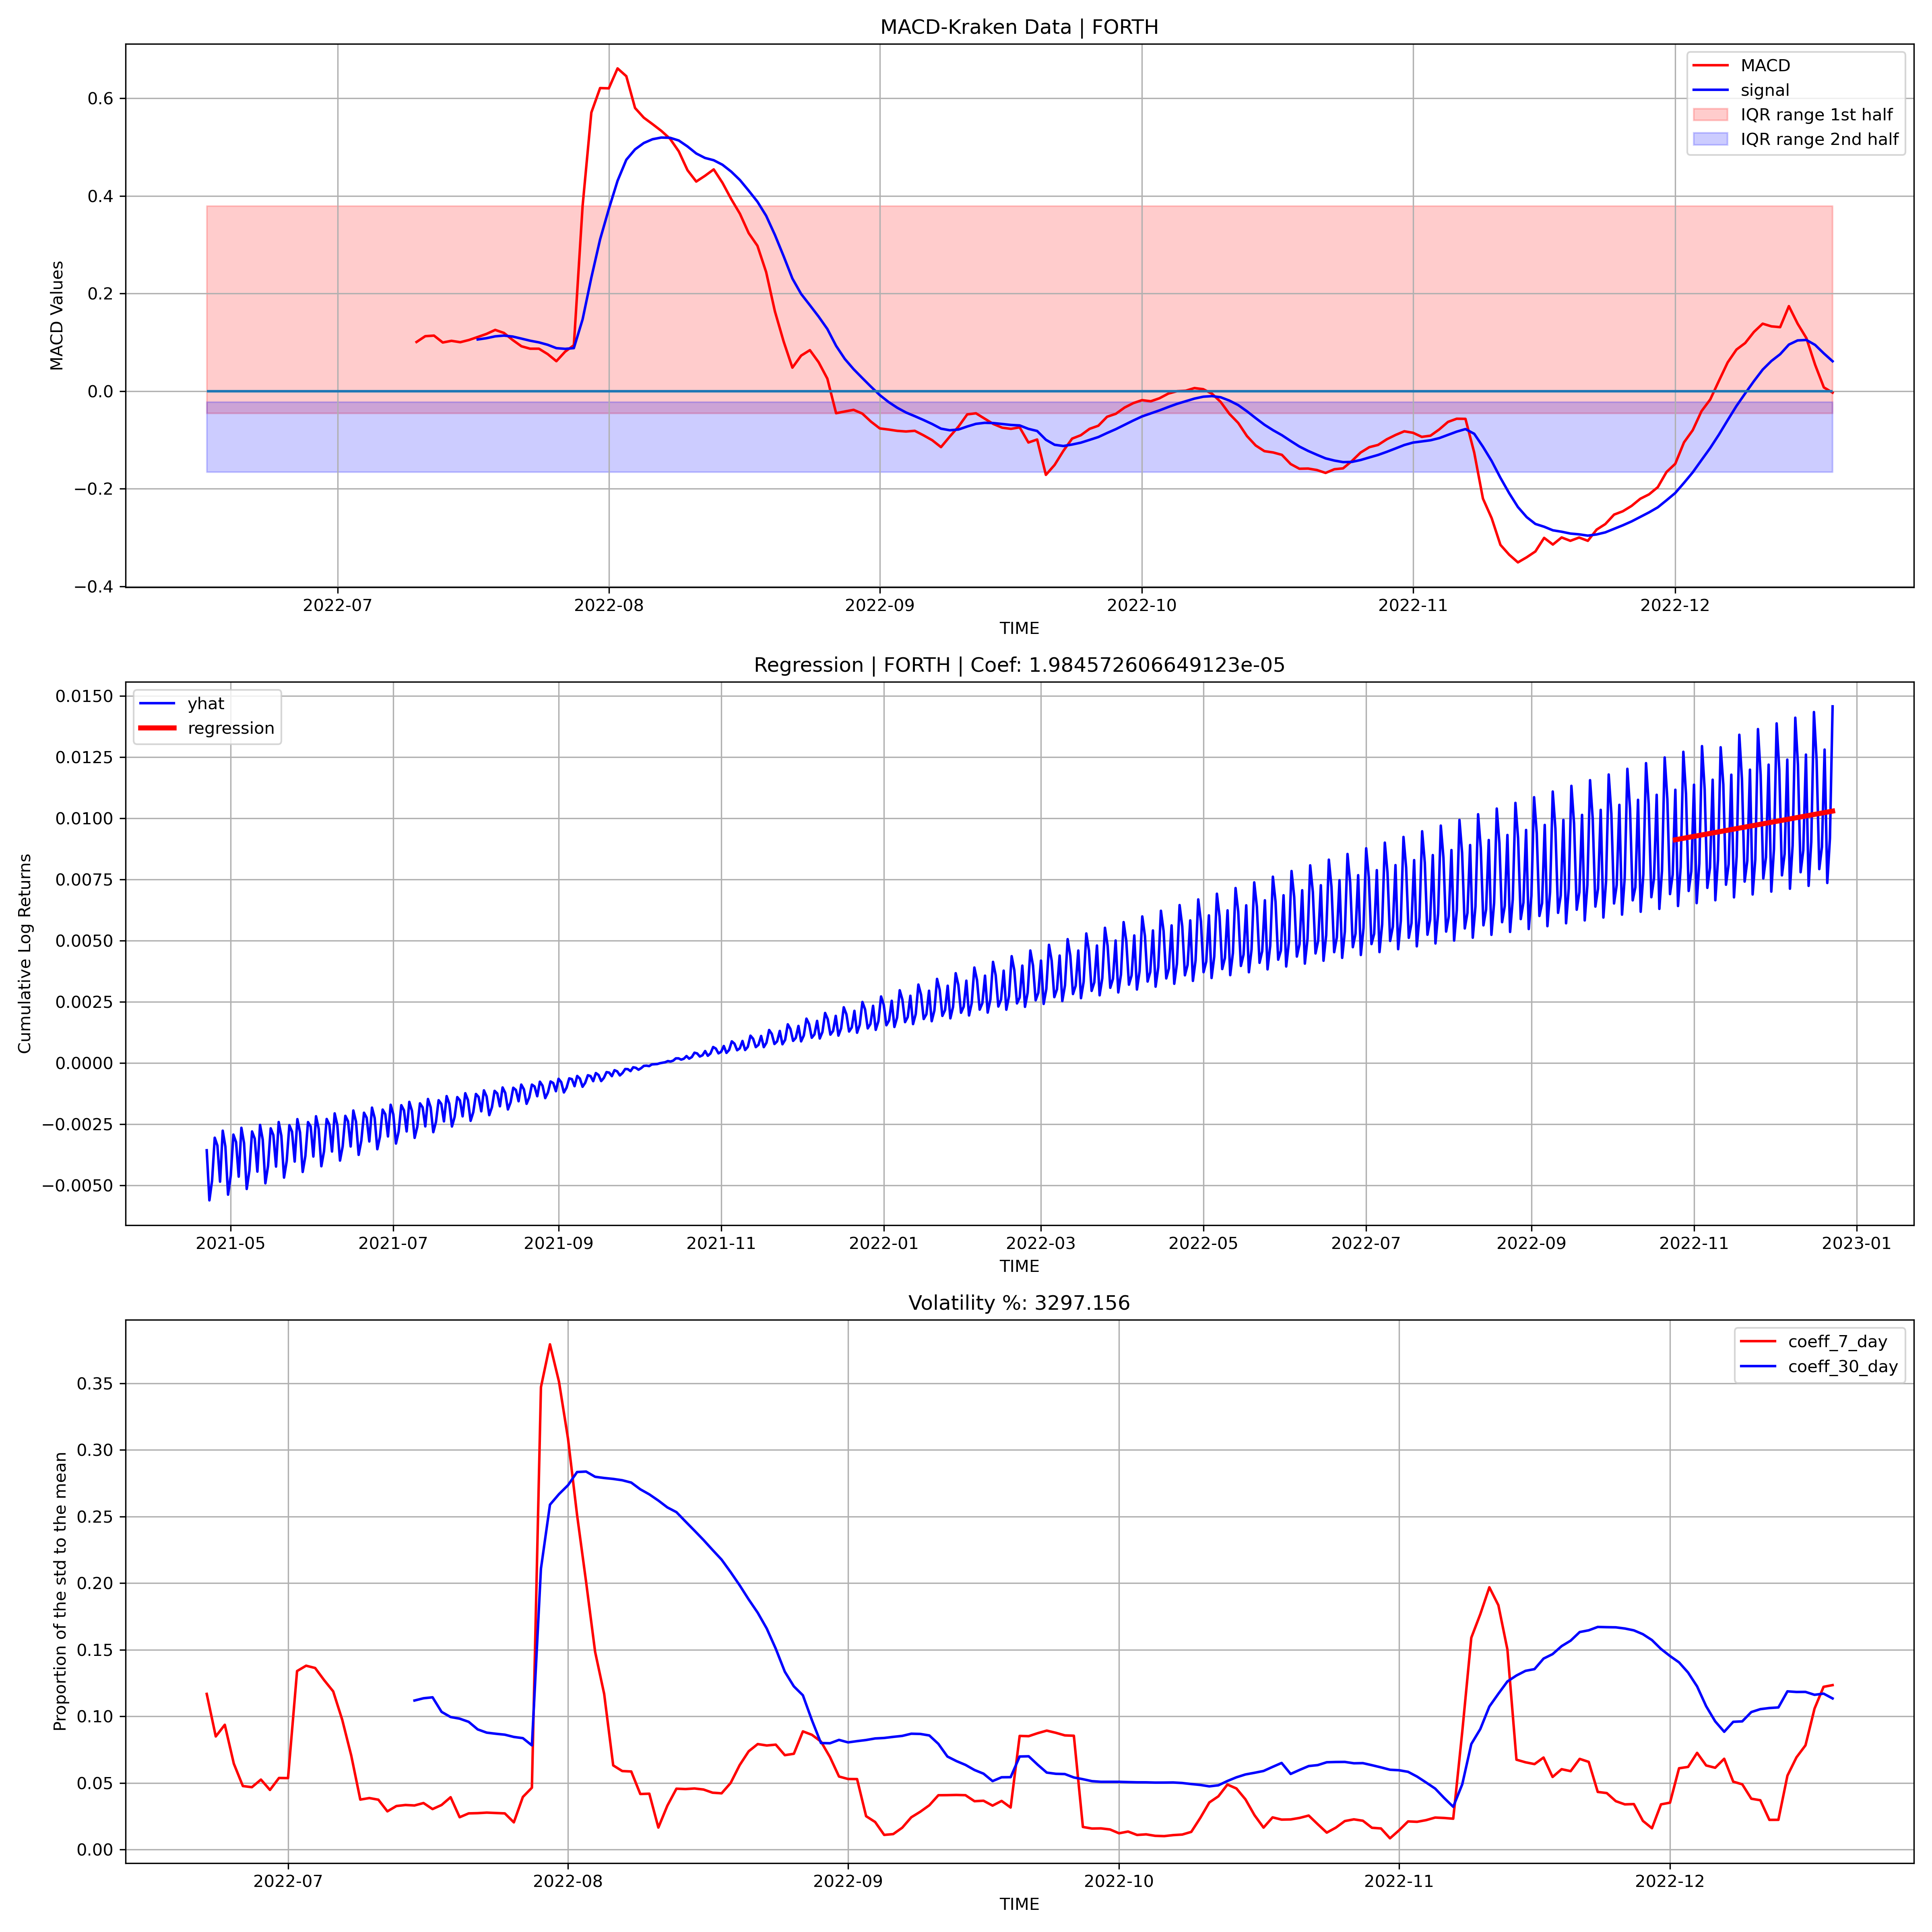 MACD-Kraken Data | FORTH
MACD Values
0.6
0.4
0.2
0.0
−0.2
−0.4
MACD
signal
IQR range 1st half
IQR range 2nd half
2022-07 2022-08 2022-09 2022-10 2022-11 2022-12
TIME
Regression | FORTH | Coef: 1.984572606649123e-05
Cumulative Log Returns
0.0150
0.0125
0.0100
0.0075
0.0050
0.0025
0.0000
−0.0025
−0.0050
yhat
regression
2021-05 2021-07 2021-09 2021-11 2022-01 2022-03 2022-05 2022-07 2022-09 2022-11 2023-01
TIME
Volatility %: 3297.156
Proportion of the std to the mean
0.35
0.30
0.25
0.20
0.15
0.10
0.05
0.00
coeff_7_day
coeff_30_day
2022-07 2022-08 2022-09 2022-10 2022-11 2022-12
TIME